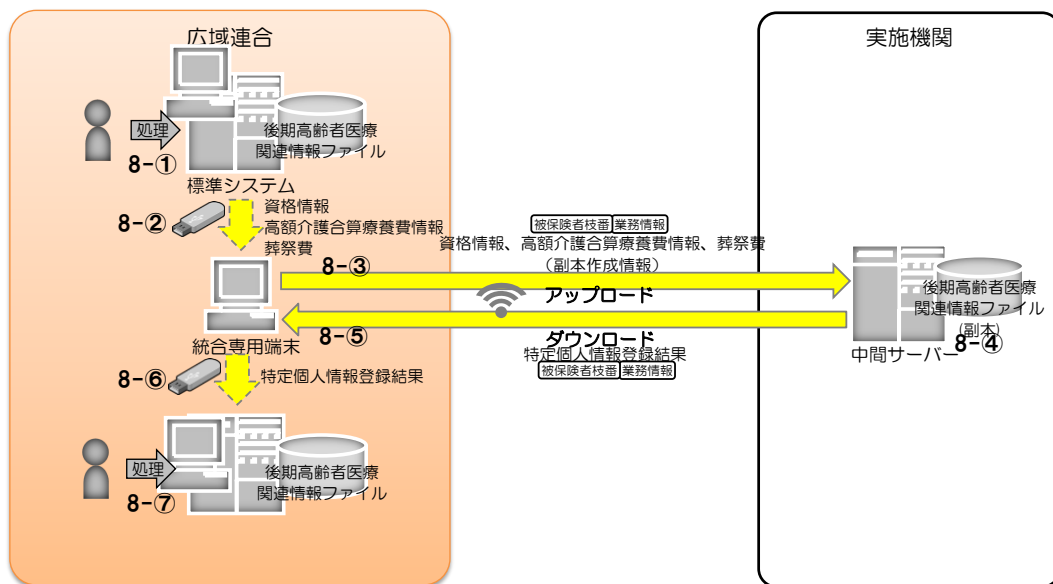 広域連合
実施機関
処理
8-①
後期高齢者医療
関連情報ファイル
標準システム
8-②
資格情報
高額介護合算療養費情報
葬祭費
被保険者枝番 業務情報
資格情報、高額介護合算療養費情報、葬祭費
（副本作成情報）
8-③
アップロード
後期高齢者医療
関連情報ファイル
(副本)
8-④
中間サーバー
8-⑤
ダウンロード
特定個人情報登録結果
被保険者枝番 業務情報
統合専用端末
8-⑥
特定個人情報登録結果
処理
8-⑦
後期高齢者医療
関連情報ファイル